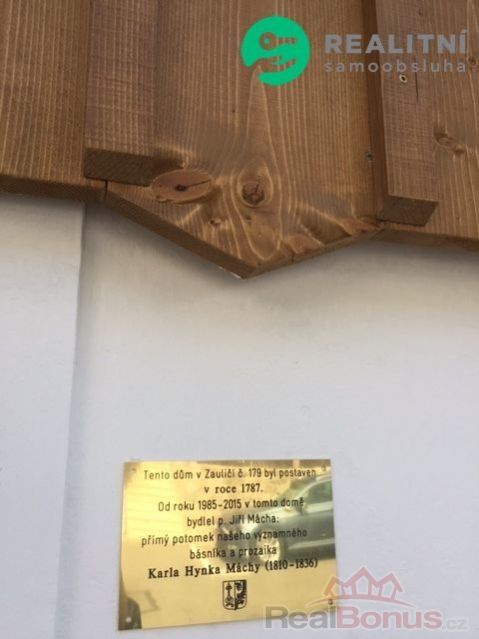 REALITNÍ
samoobsluha
Tento dům v Zauličí č. 179 byl postaven
v roce 1787.
Od roku 1985-2015 v tomto domě
bydlel p. Jiří Mácha:
přímý potomek našeho významného
básníka a prozaika
Karla Hynka Máchy (1810-1836)
RealBonus.cz